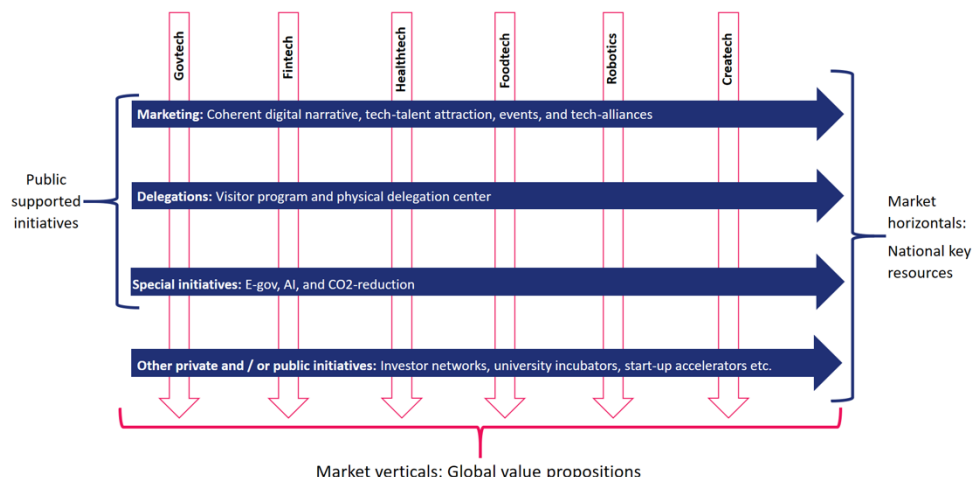 Govtech
Fintech
Healthtech
Foodtech
Robotics
Createch
Marketing: Coherent digital narrative, tech-talent attraction, events, and tech-alliances
Public
supported
initiatives
Delegations: Visitor program and physical delegation center
Market
horizontals:
National key
resources
Special initiatives: E-gov, AI, and CO2-reduction
Other private and / or public initiatives: Investor networks, university incubators, start-up accelerators etc.
Market verticals: Global value propositions